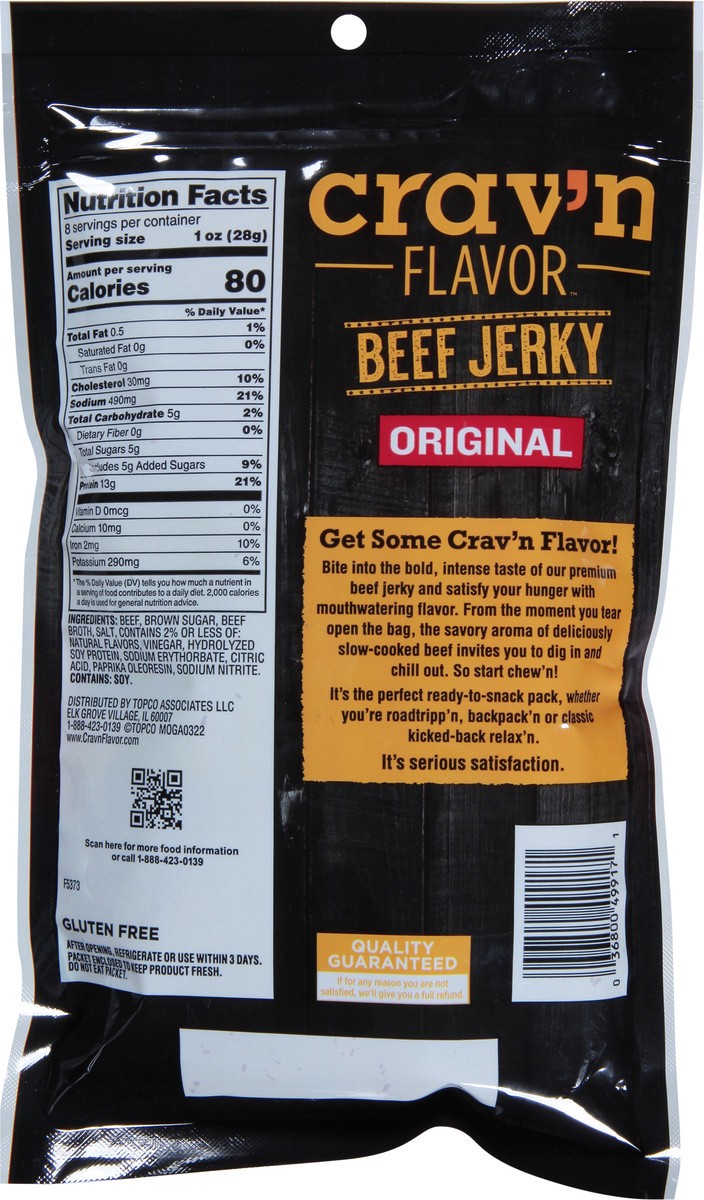 Nutrition Facts
8 servings per container
Serving size 1 oz (28g)
Amount per serving
Calories 80
% Daily Value*
Total Fat 0.5 1%
Saturated Fat 0g 0%
Trans Fat 0g
Cholesterol 30mg 10%
Sodium 490mg 21%
Total Carbohydrate 5g 2%
Dietary Fiber 0g 0%
Total Sugars 5g
Includes 5g Added Sugars 9%
Protein 13g 21%
Vitamin D 0mcg 0%
Calcium 10mg 0%
Iron 2mg 10%
Potassium 290mg 6%
*The % Daily Value (DV) tells you how much a nutrient in
a serving of food contributes to a daily diet. 2,000 calories
a day is used for general nutrition advice.
INGREDIENTS: BEEF, BROWN SUGAR, BEEF
BROTH, SALT, CONTAINS 2% OR LESS OF:
NATURAL FLAVORS, VINEGAR, HYDROLYZED
SOY PROTEIN, SODIUM ERYTHORBATE, CITRIC
ACID, PAPRIKA OLEORESIN, SODIUM NITRITE.
CONTAINS: SOY.
DISTRIBUTED BY TOPCO ASSOCIATES LLC
ELK GROVE VILLAGE, IL 60007
1-888-423-0139 ©TOPCO MOGA0322
www.CravnFlavor.com
Scan here for more food information
or call 1-888-423-0139
F5373
GLUTEN FREE
AFTER OPENING, REFRIGERATE OR USE WITHIN 3 DAYS.
PACKET ENCLOSED TO KEEP PRODUCT FRESH.
DO NOT EAT PACKET.
crav'n
FLAVOR™
BEEF JERKY
ORIGINAL
Get Some Crav'n Flavor!
Bite into the bold, intense taste of our premium
beef jerky and satisfy your hunger with
mouthwatering flavor. From the moment you tear
open the bag, the savory aroma of deliciously
slow-cooked beef invites you to dig in and
chill out. So start chew'n!
It's the perfect ready-to-snack pack, whether
you're roadtripp'n, backpack'n or classic
kicked-back relax'n.
It's serious satisfaction.
QUALITY
GUARANTEED
If for any reason you are not
satisfied, we'll give you a full refund.
0 36800 49917 1